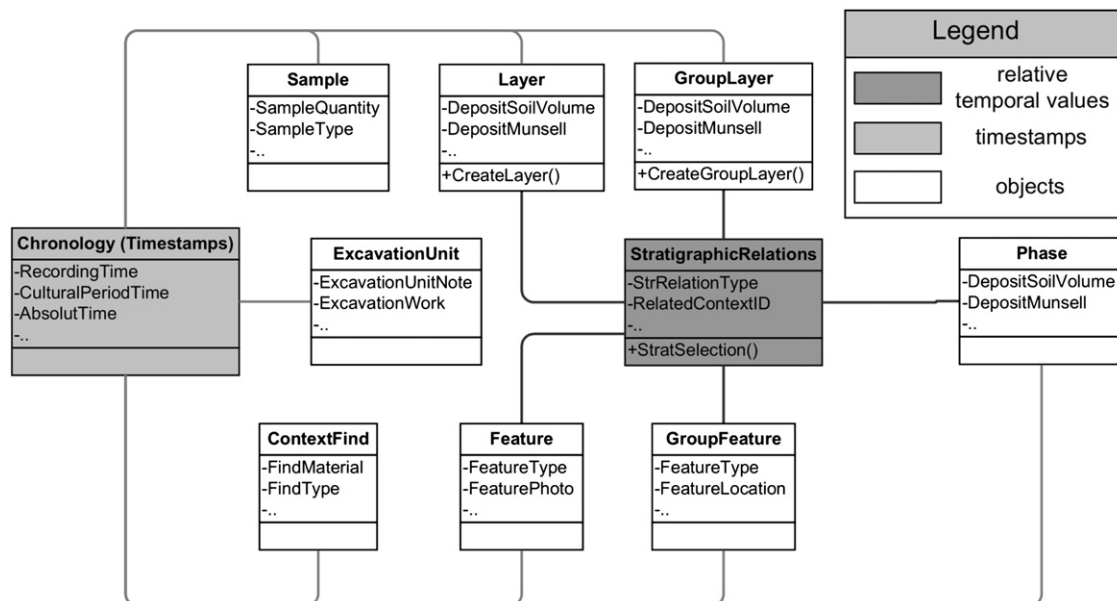 Legend
relative
temporal values
timestamps
objects
Sample
-SampleQuantity
-SampleType
-..
Layer
-DepositSoilVolume
-DepositMunsell
-..
+CreateLayer()
GroupLayer
-DepositSoilVolume
-DepositMunsell
-..
+CreateGroupLayer()
Chronology (Timestamps)
-RecordingTime
-CulturalPeriodTime
-AbsolutTime
-..
ExcavationUnit
-ExcavationUnitNote
-ExcavationWork
-..
StratigraphicRelations
-StrRelationType
-RelatedContextID
-..
+StratSelection()
Phase
-DepositSoilVolume
-DepositMunsell
-..
ContextFind
-FindMaterial
-FindType
-..
Feature
-FeatureType
-FeaturePhoto
-..
GroupFeature
-FeatureType
-FeatureLocation
-..